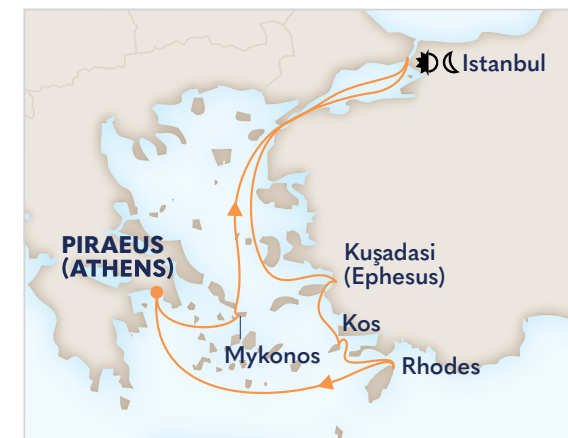 Istanbul
PIRAEUS
(ATHENS)
Kuşadasi
(Ephesus)
Kos
Mykonos
Rhodes